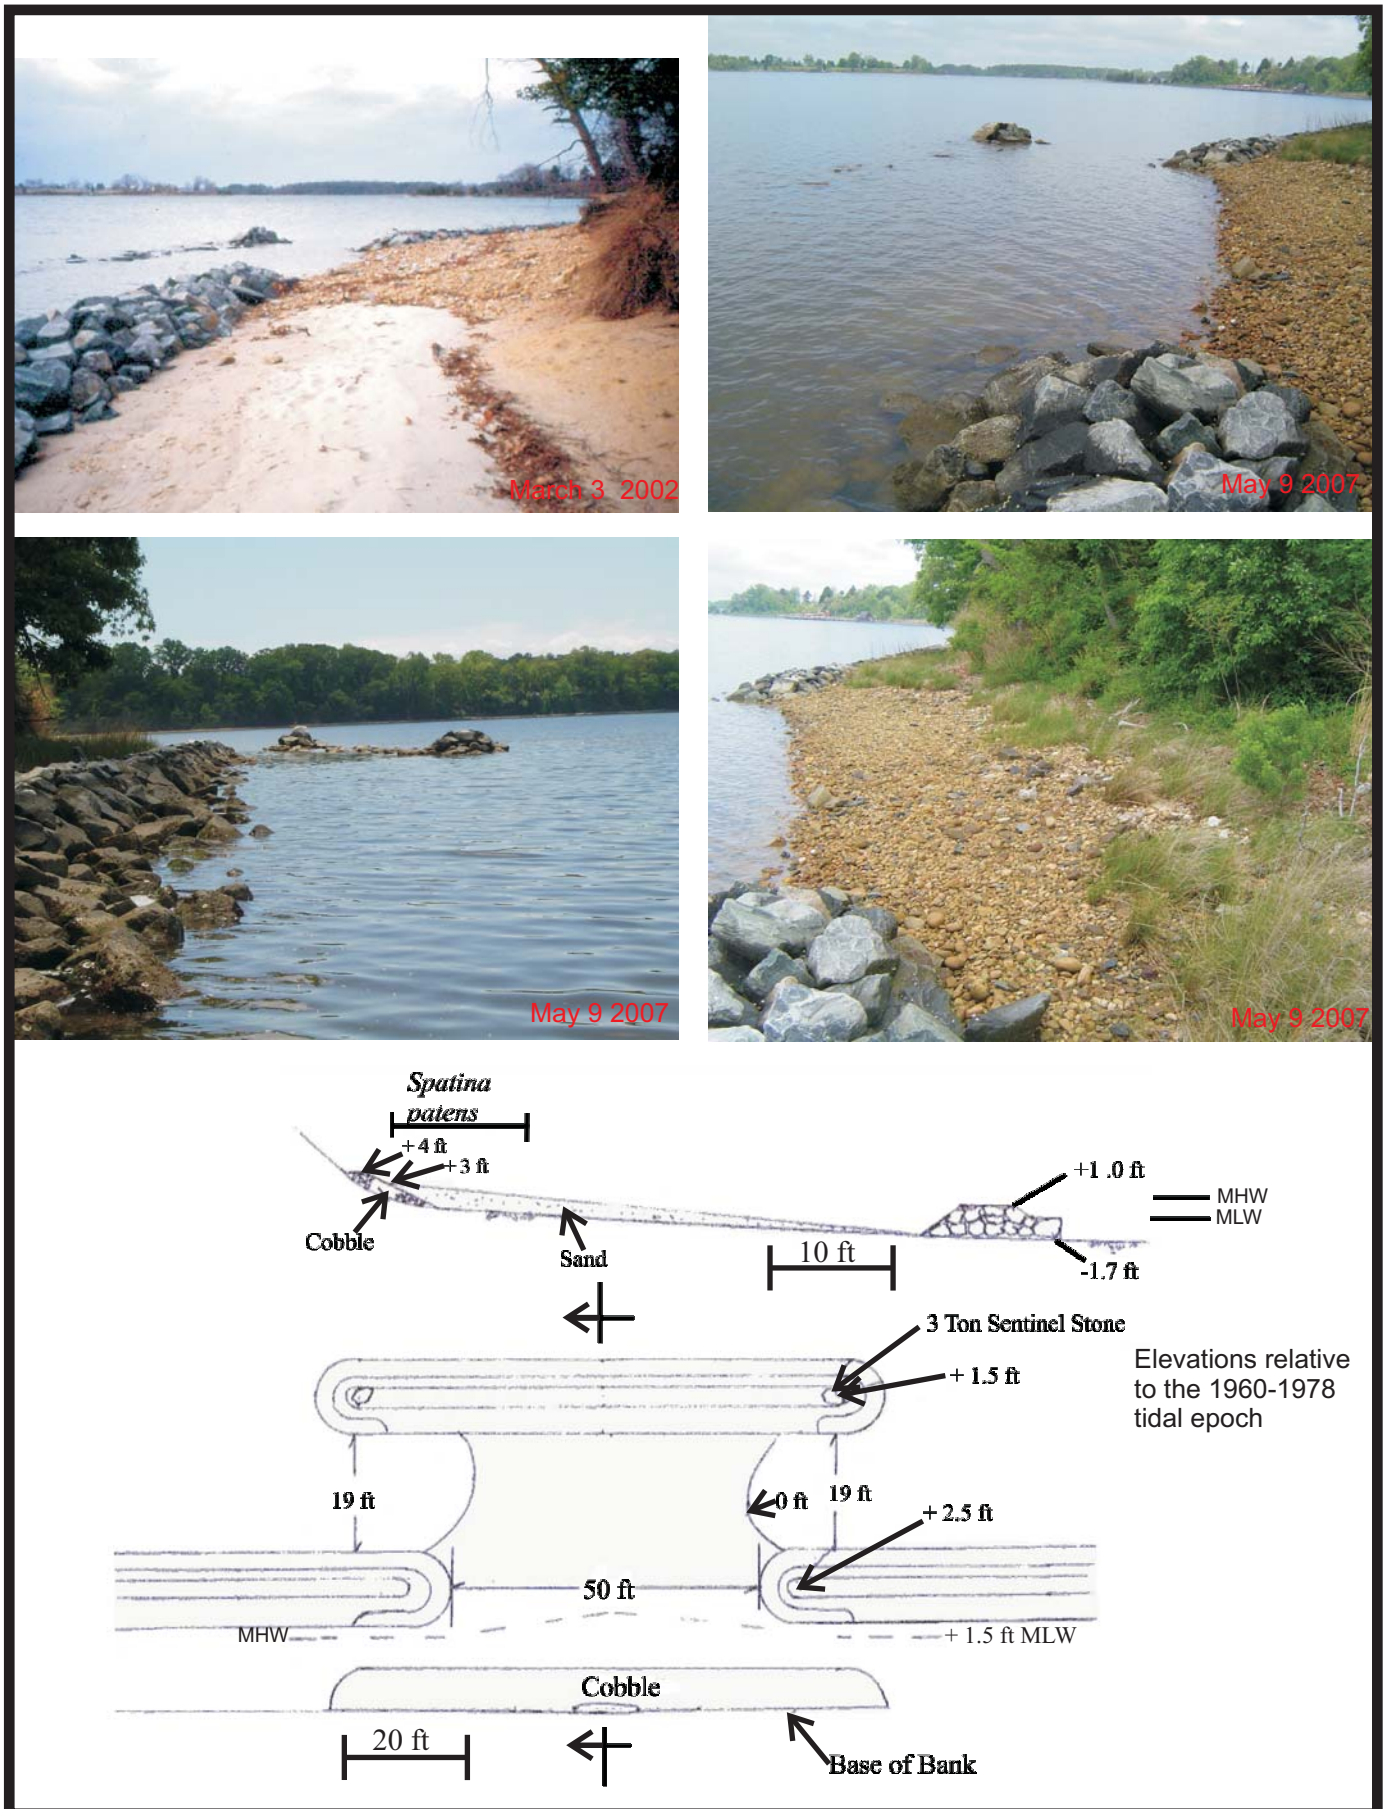 March 3 2002
May 9 2007
May 9 2007
May 9 2007
Spatina
patens
+ 4 ft
+ 3 ft
+1 .0 ft
MHW
MLW
Cobble
Sand
10 ft
-1.7 ft
3 Ton Sentinel Stone
+ 1.5 ft
Elevations relative
to the 1960-1978
tidal epoch
19 ft
0 ft
19 ft
+ 2.5 ft
50 ft
MHW
+ 1.5 ft MLW
Cobble
20 ft
Base of Bank